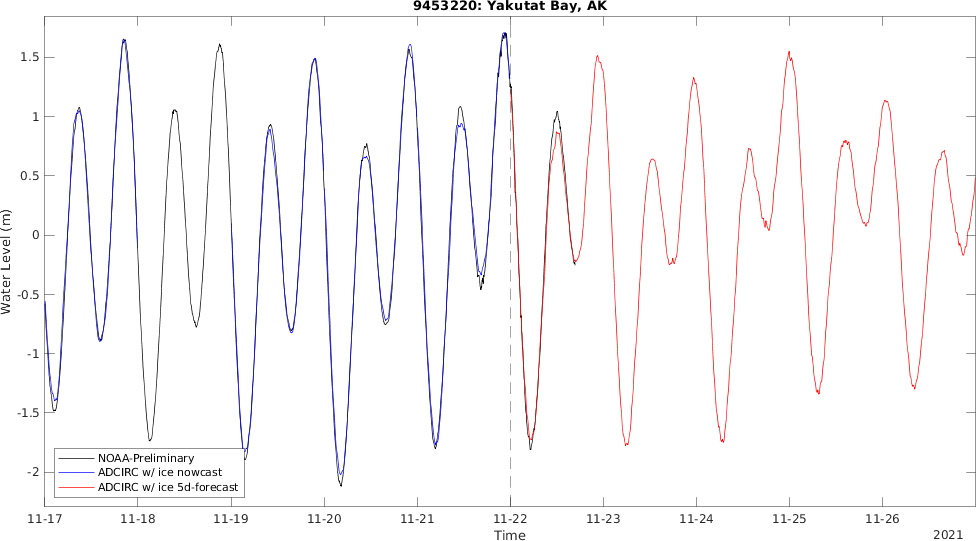 9453220: Yakutat Bay, AK
Water Level (m)
1.5
1
0.5
0
-0.5
-1
-1.5
-2
NOAA-Preliminary
ADCIRC w/ ice nowcast
ADCIRC w/ ice 5d-forecast
11-17 11-18 11-19 11-20 11-21 11-22 11-23 11-24 11-25 11-26
Time
2021